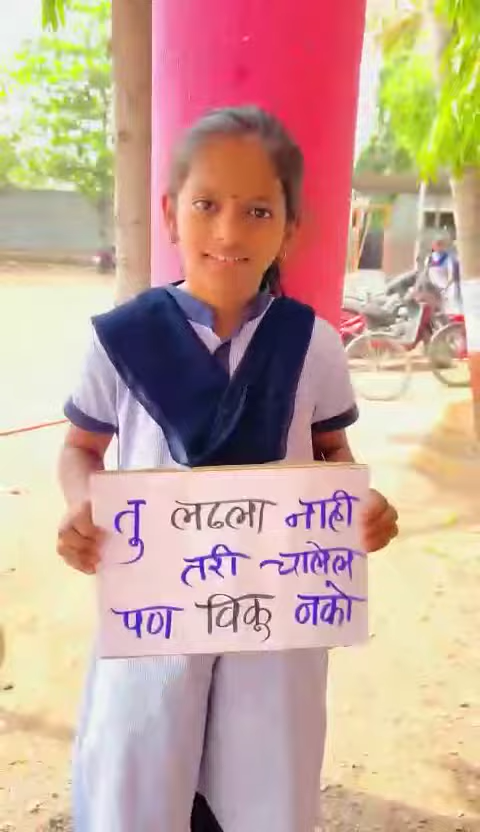 तु लढला नाही
तरी चालेल
पण विकू नको